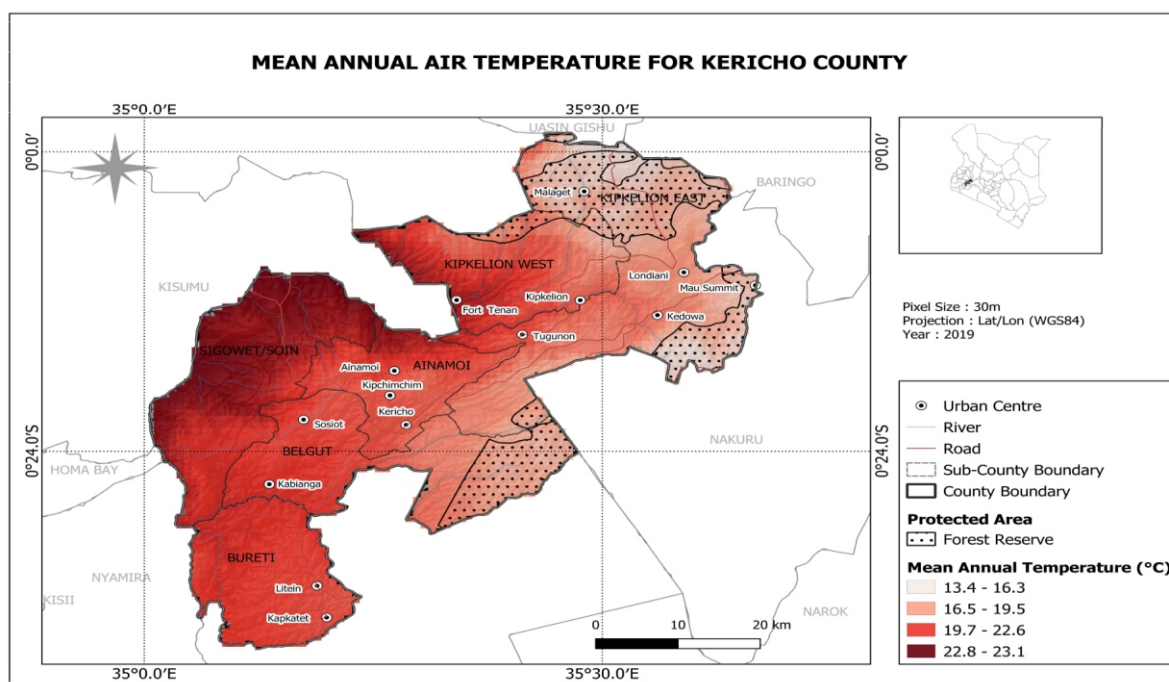 MEAN ANNUAL AIR TEMPERATURE FOR KERICHO COUNTY
35°0.0'E
35°30.0'E
UASIN GISHU
0°0.0'
0°0.0'
BARINGO
Malaget
KIPKELION EAST
KIPKELION WEST
Londiani
KISUMU
Mau Summit
Fort Tenan
Kipkelion
Kedowa
Tugunon
SIGOWET/SOIN
AINAMOI
Ainamoi
Kipchimchim
Kericho
Sosiot
0°24.0'S
0°24.0'S
NAKURU
BELGUT
HOMA BAY
Kabianga
BURETI
NYAMIRA
Litein
KISII
Kapkatet
NAROK
0 10 20 km
35°0.0'E
35°30.0'E
Pixel Size : 30m
Projection : Lat/Lon (WGS84)
Year : 2019
Urban Centre
River
Road
Sub-County Boundary
County Boundary
Protected Area
Forest Reserve
Mean Annual Temperature (°C)
13.4 - 16.3
16.5 - 19.5
19.7 - 22.6
22.8 - 23.1